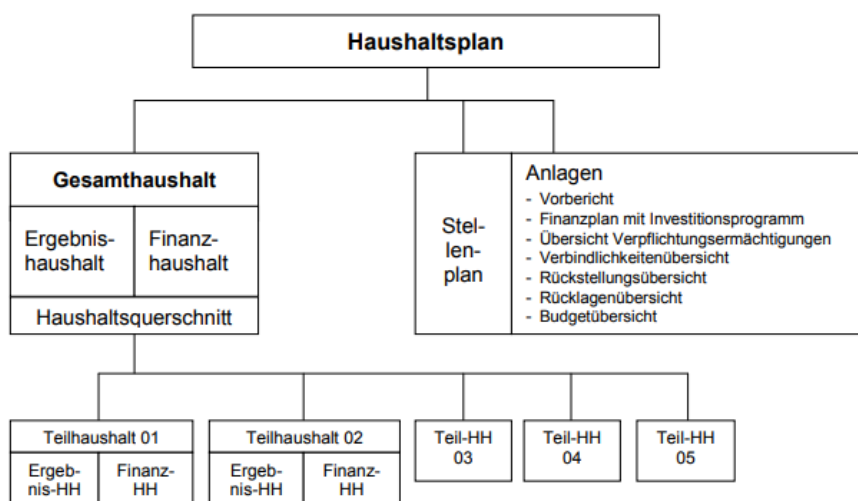 Haushaltsplan
Gesamthaushalt
Ergebnis-
haushalt
Finanz-
haushalt
Haushaltsquerschnitt
Stel-
len-
plan
Anlagen
- Vorbericht
- Finanzplan mit Investitionsprogramm
- Übersicht Verpflichtungsermächtigungen
- Verbindlichkeitenübersicht
- Rückstellungsübersicht
- Rücklagenübersicht
- Budgetübersicht
Teilhaushalt 01
Ergeb-
nis-HH
Finanz-
HH
Teilhaushalt 02
Ergeb-
nis-HH
Finanz-
HH
Teil-HH
03
Teil-HH
04
Teil-HH
05